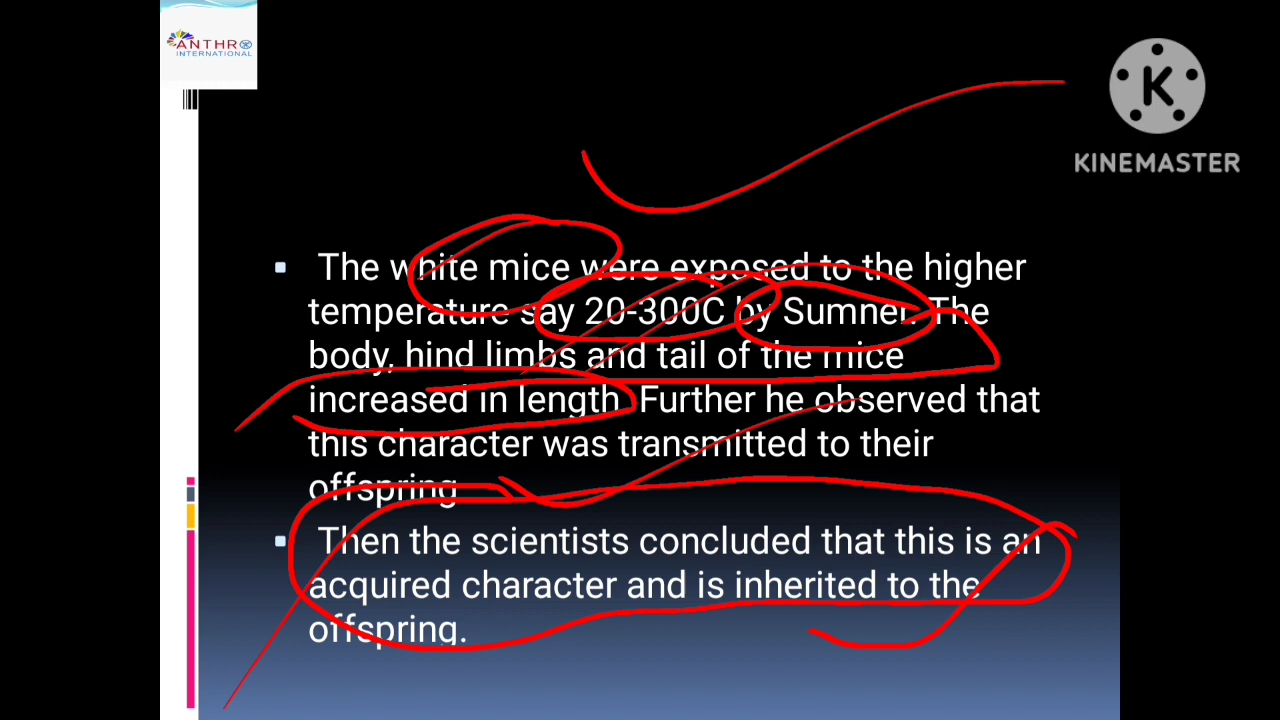 ANTHRO
INTERNATIONAL
K
KINEMASTER
The white mice were exposed to the higher
temperature say 20-300C by Sumner. The
body, hind limbs and tail of the mice
increased in length. Further he observed that
this character was transmitted to their
offspring
Then the scientists concluded that this is an
acquired character and is inherited to the
offspring.